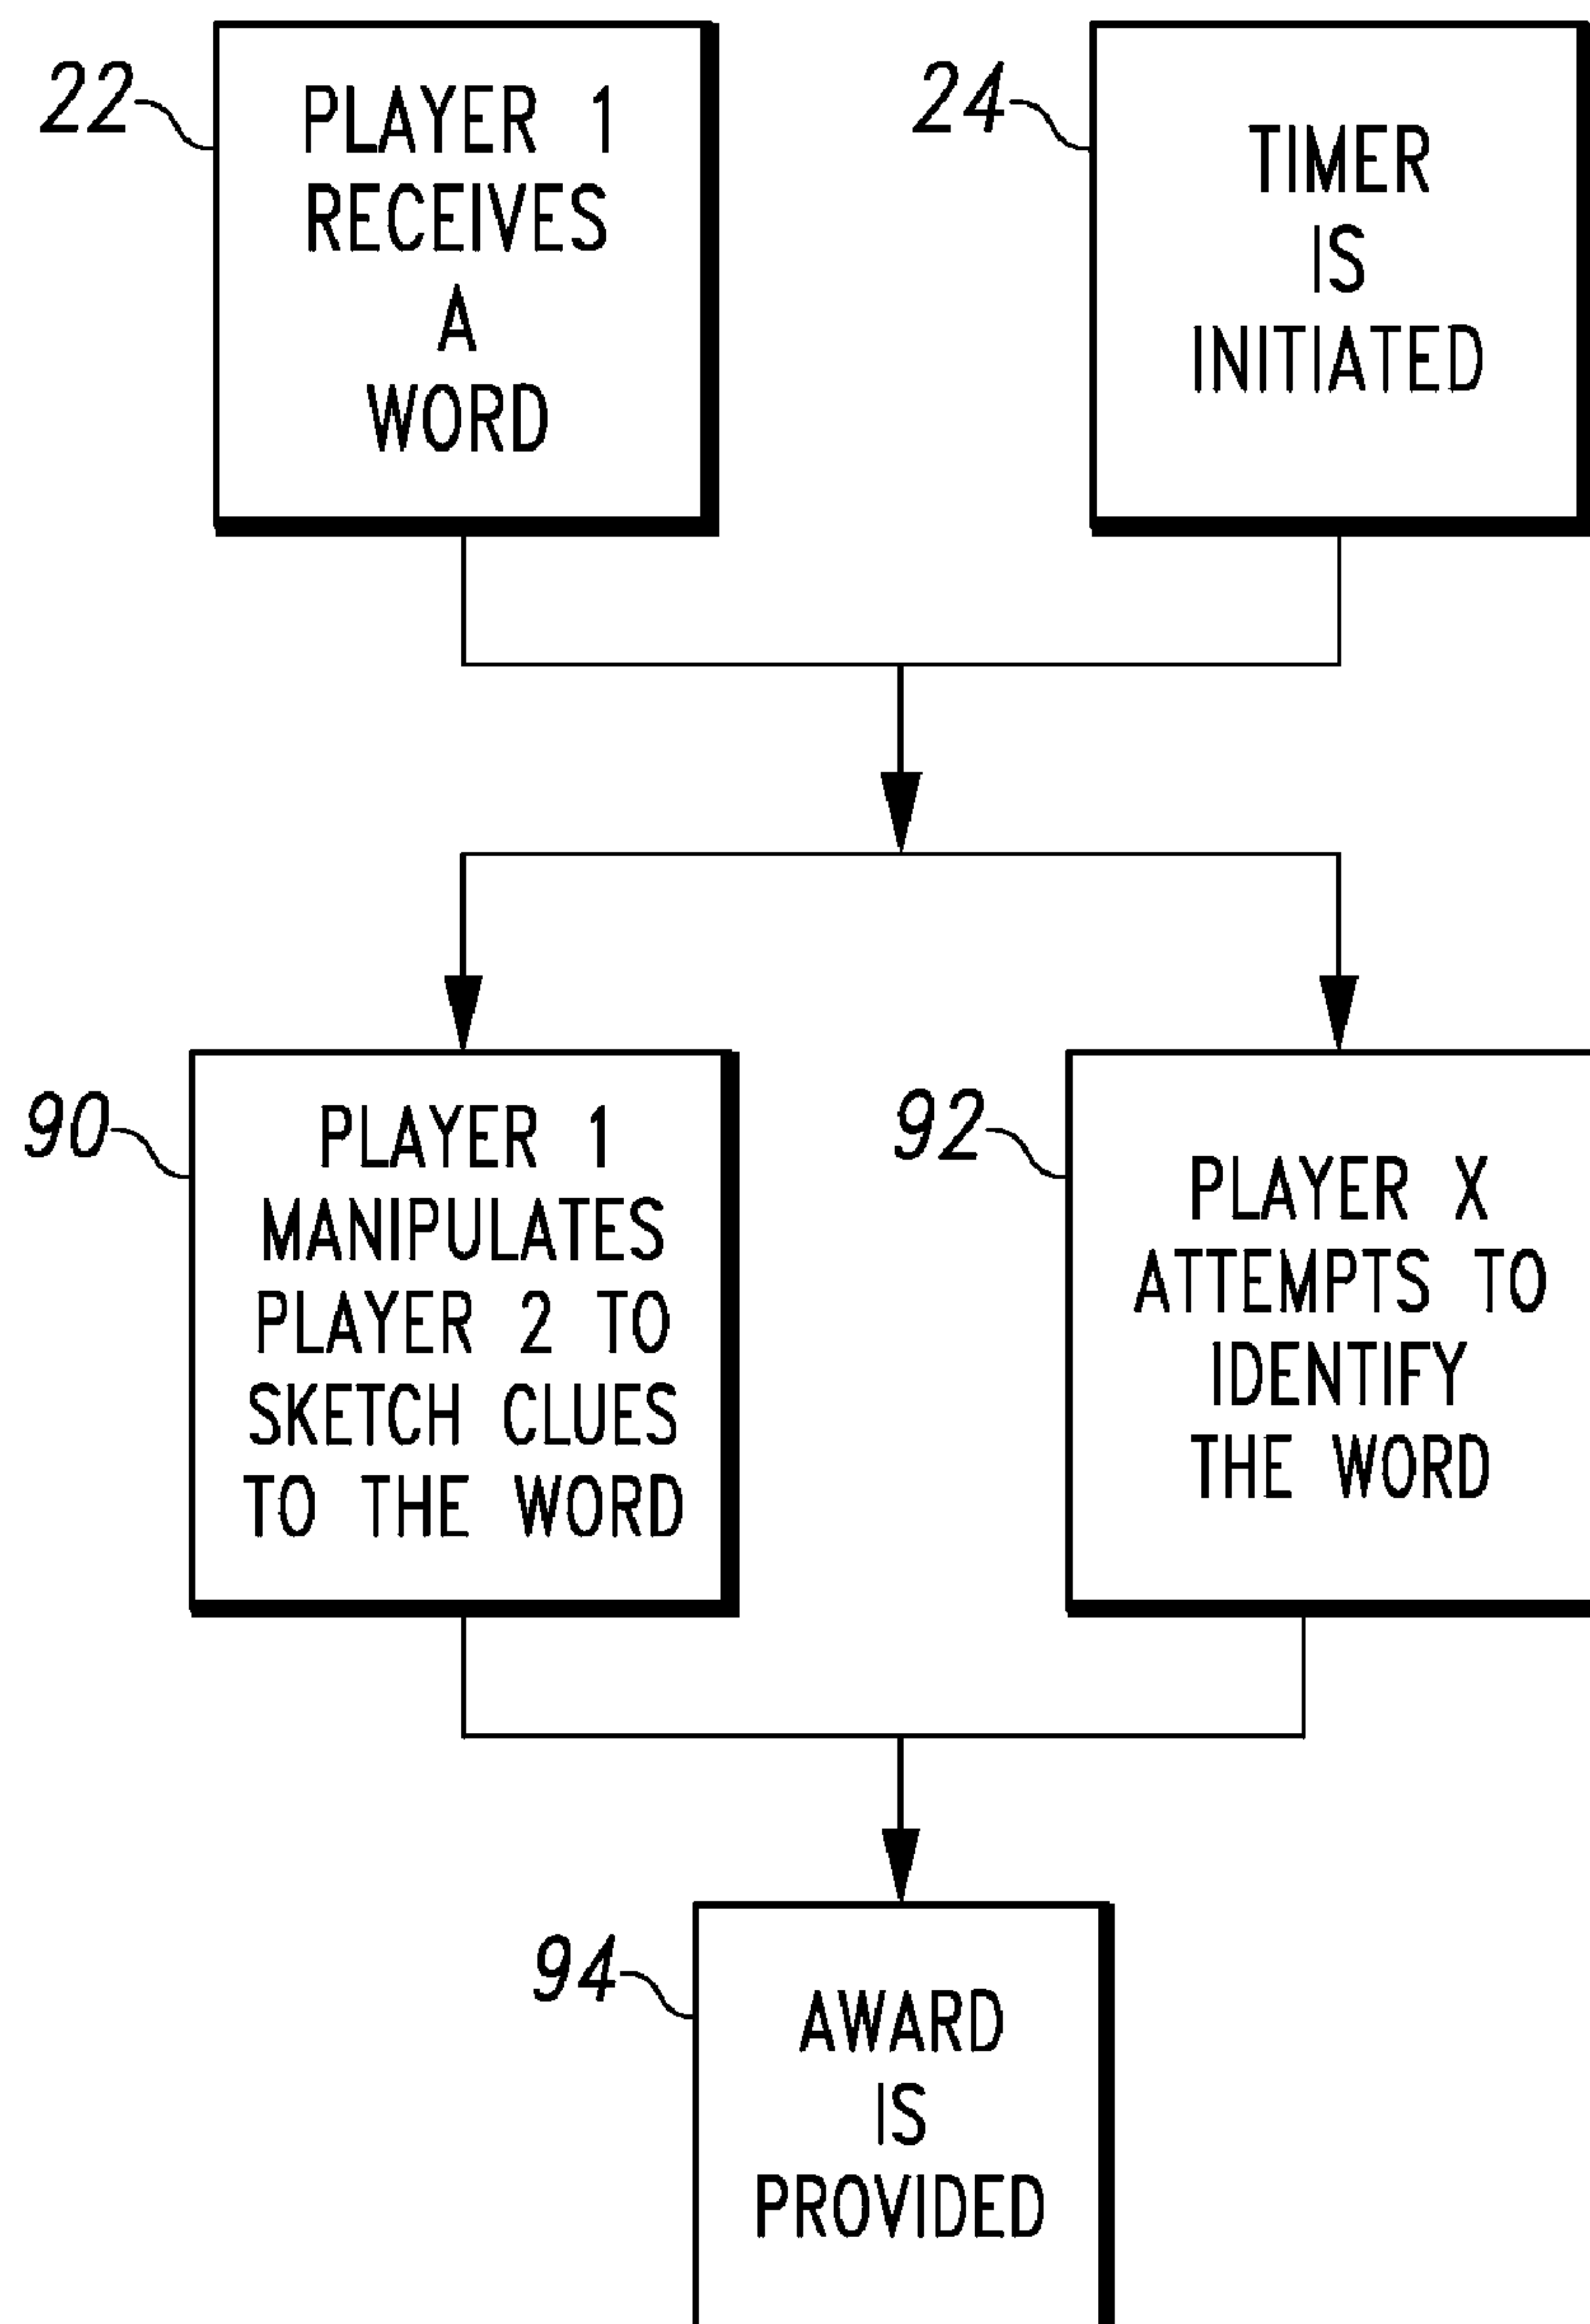 22
PLAYER 1
RECEIVES
A
WORD
24
TIMER
IS
INITIATED
90
PLAYER 1
MANIPULATES
PLAYER 2 TO
SKETCH CLUES
TO THE WORD
92
PLAYER X
ATTEMPTS TO
IDENTIFY
THE WORD
94
AWARD
IS
PROVIDED